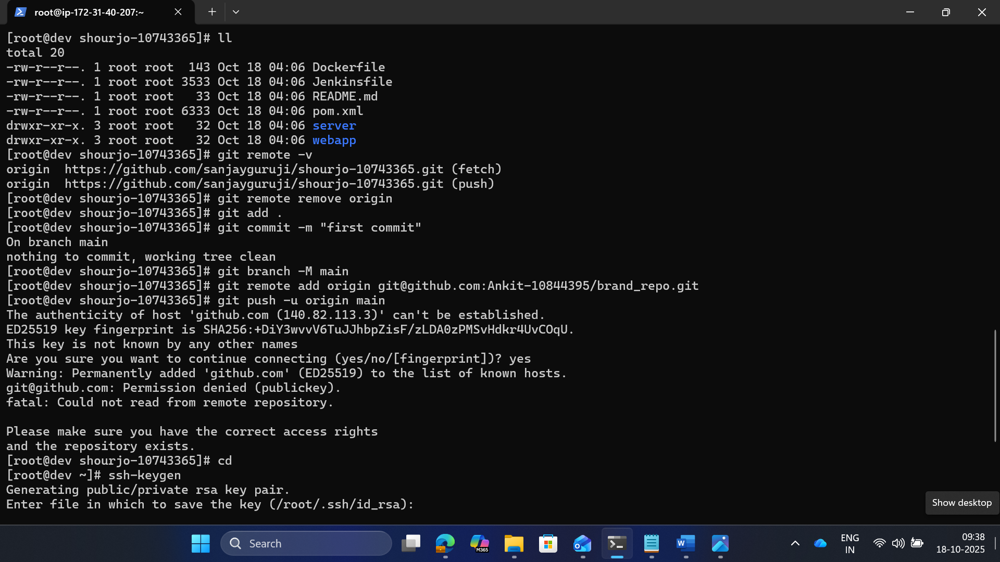 root@ip-172-31-40-207:~
[root@dev shourjo-10743365]# ll
total 20
-rw-r--r--. 1 root root  143 Oct 18 04:06 Dockerfile
-rw-r--r--. 1 root root 3533 Oct 18 04:06 Jenkinsfile
-rw-r--r--. 1 root root   33 Oct 18 04:06 README.md
-rw-r--r--. 1 root root 6333 Oct 18 04:06 pom.xml
drwxr-xr-x. 3 root root   32 Oct 18 04:06 server
drwxr-xr-x. 3 root root   32 Oct 18 04:06 webapp
[root@dev shourjo-10743365]# git remote -v
origin  https://github.com/sanjayguruji/shourjo-10743365.git (fetch)
origin  https://github.com/sanjayguruji/shourjo-10743365.git (push)
[root@dev shourjo-10743365]# git remote remove origin
[root@dev shourjo-10743365]# git add .
[root@dev shourjo-10743365]# git commit -m "first commit"
On branch main
nothing to commit, working tree clean
[root@dev shourjo-10743365]# git branch -M main
[root@dev shourjo-10743365]# git remote add origin git@github.com:Ankit-10844395/brand_repo.git
[root@dev shourjo-10743365]# git push -u origin main
The authenticity of host 'github.com (140.82.113.3)' can't be established.
ED25519 key fingerprint is SHA256:+DiY3wvvV6TuJJhbpZisF/zLDA0zPMSvHdkr4UvCOqU.
This key is not known by any other names
Are you sure you want to continue connecting (yes/no/[fingerprint])? yes
Warning: Permanently added 'github.com' (ED25519) to the list of known hosts.
git@github.com: Permission denied (publickey).
fatal: Could not read from remote repository.

Please make sure you have the correct access rights
and the repository exists.
[root@dev shourjo-10743365]# cd
[root@dev ~]# ssh-keygen
Generating public/private rsa key pair.
Enter file in which to save the key (/root/.ssh/id_rsa):
Show desktop
Search
M365
ENG
IN
09:38
18-10-2025